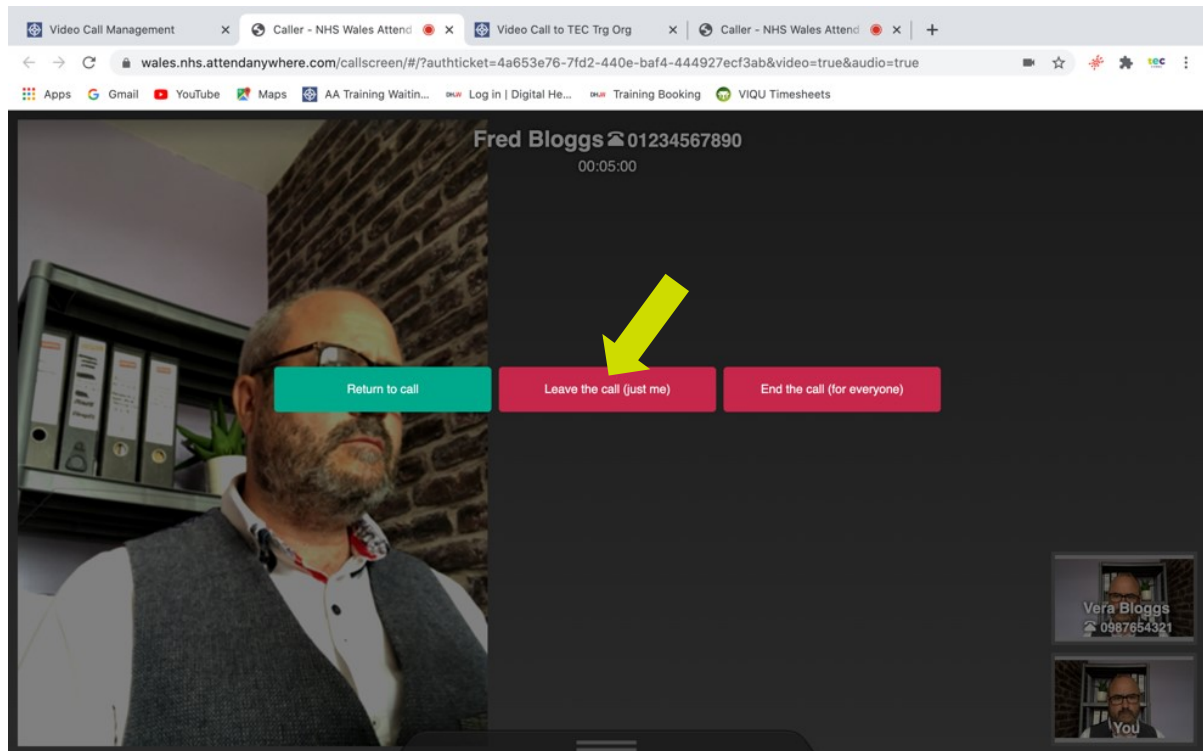 Video Call Management
Caller - NHS Wales Attend
Video Call to TEC Trg Org
Caller - NHS Wales Attend
wales.nhs.attendanywhere.com/callscreen/#/?authticket=4a653e76-7fd2-440e-baf4-444927ecf3ab&video=true&audio=true
tec
Apps
Gmail
YouTube
Maps
AA Training Waitin...
DHCW
Log in | Digital He...
DHCW
Training Booking
VIQU Timesheets
Fred Bloggs 01234567890
00:05:00
Return to call
Leave the call (just me)
End the call (for everyone)
Vera Bloggs
0987654321
You